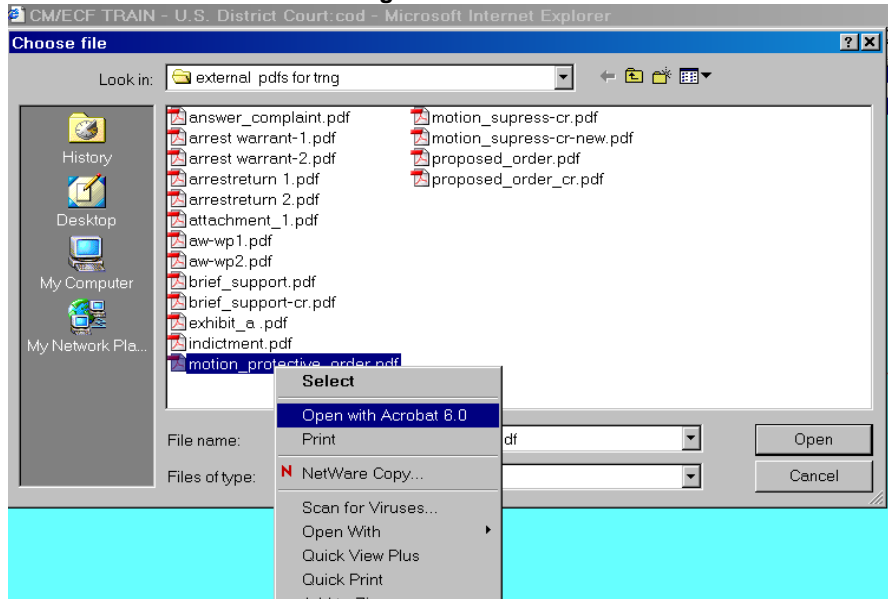 CM/ECF TRAIN - U.S. District Court:cod - Microsoft Internet Explorer
Choose file
Look in:
external pdfs for trng
History
Desktop
My Computer
My Network Pla...
answer_complaint.pdf
arrest warrant-1.pdf
arrest warrant-2.pdf
arrestreturn 1.pdf
arrestreturn 2.pdf
attachment_1.pdf
aw-wp1.pdf
aw-wp2.pdf
brief_support.pdf
brief_support-cr.pdf
exhibit_a .pdf
indictment.pdf
motion_protective_order.pdf
motion_supress-cr.pdf
motion_supress-cr-new.pdf
proposed_order.pdf
proposed_order_cr.pdf
Select
Open with Acrobat 6.0
Print
N NetWare Copy...
Scan for Viruses...
Open With
Quick View Plus
Quick Print
File name:
df
Open
Files of type:
Cancel